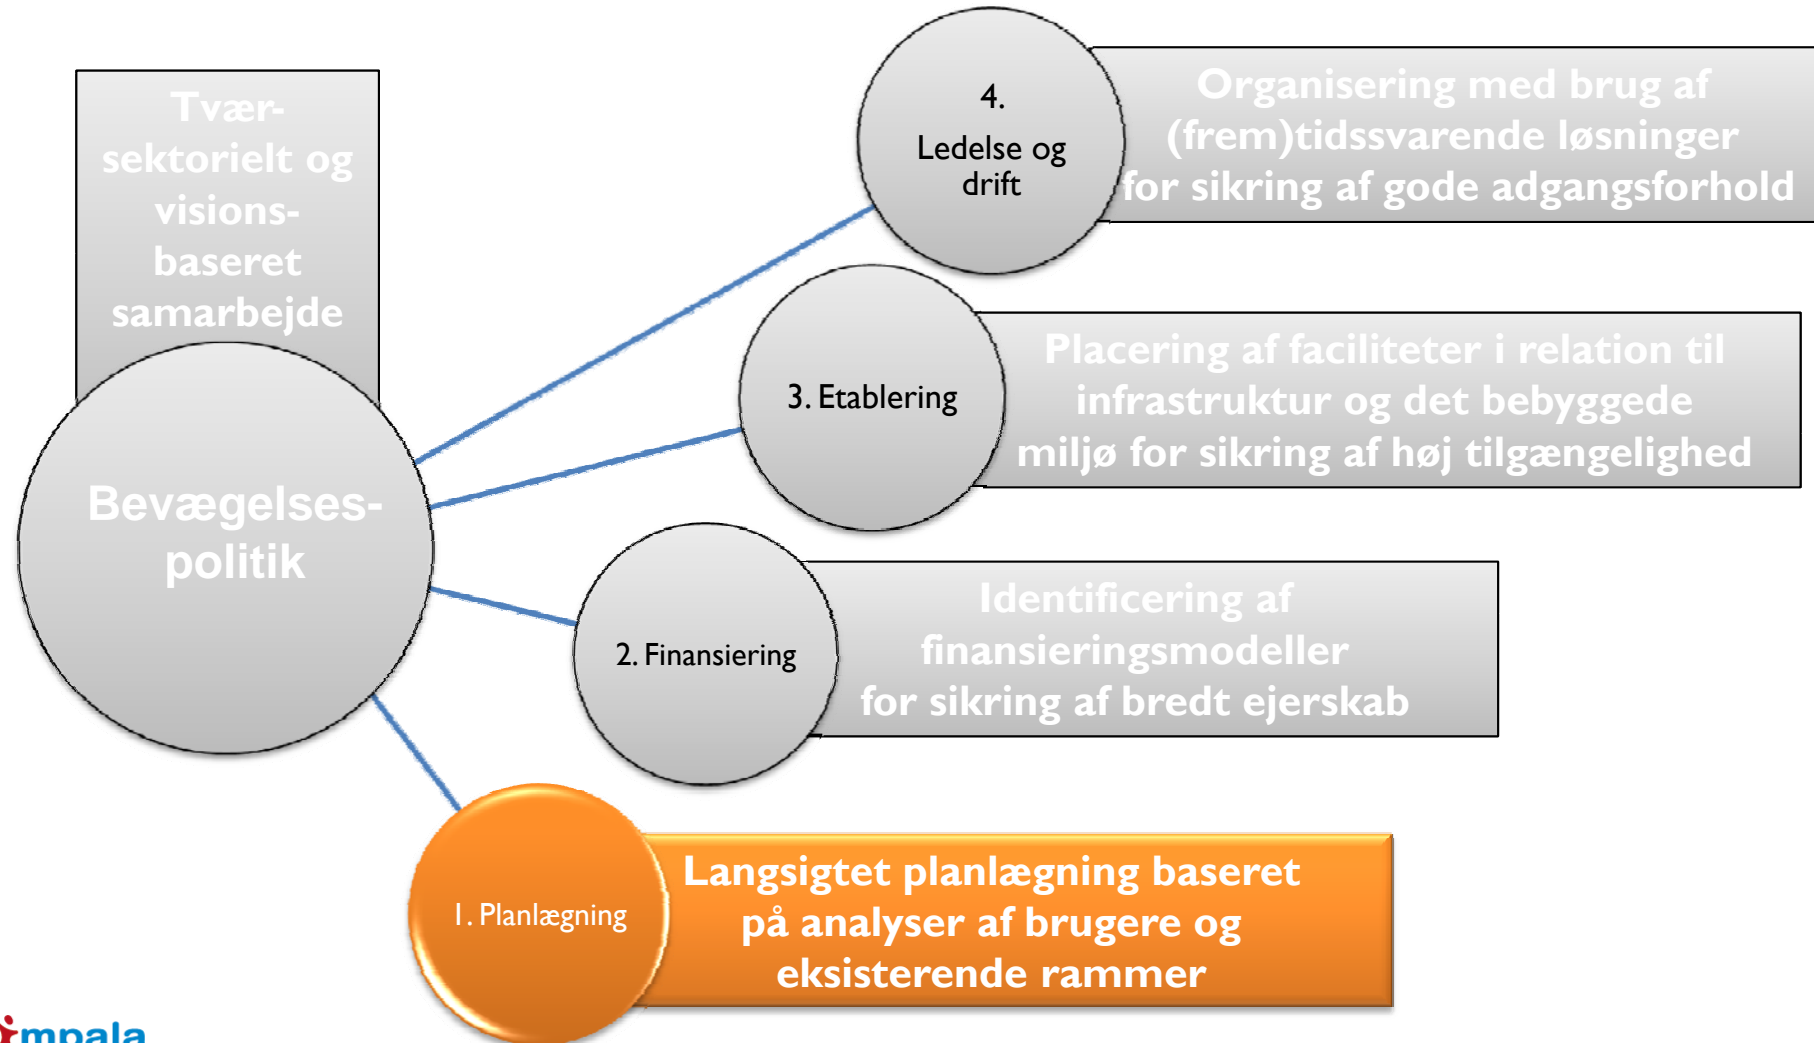 Tvær-
sektorielt og
visions-
baseret
samarbejde
Bevægelses-
politik
4.
Ledelse og
drift
Organisering med brug af
(frem)tidssvarende løsninger
for sikring af gode adgangsforhold
3. Etablering
Placering af faciliteter i relation til
infrastruktur og det bebyggede
miljø for sikring af høj tilgængelighed
2. Finansiering
Identificering af
finansieringsmodeller
for sikring af bredt ejerskab
1. Planlægning
Langsigtet planlægning baseret
på analyser af brugere og
eksisterende rammer
impala